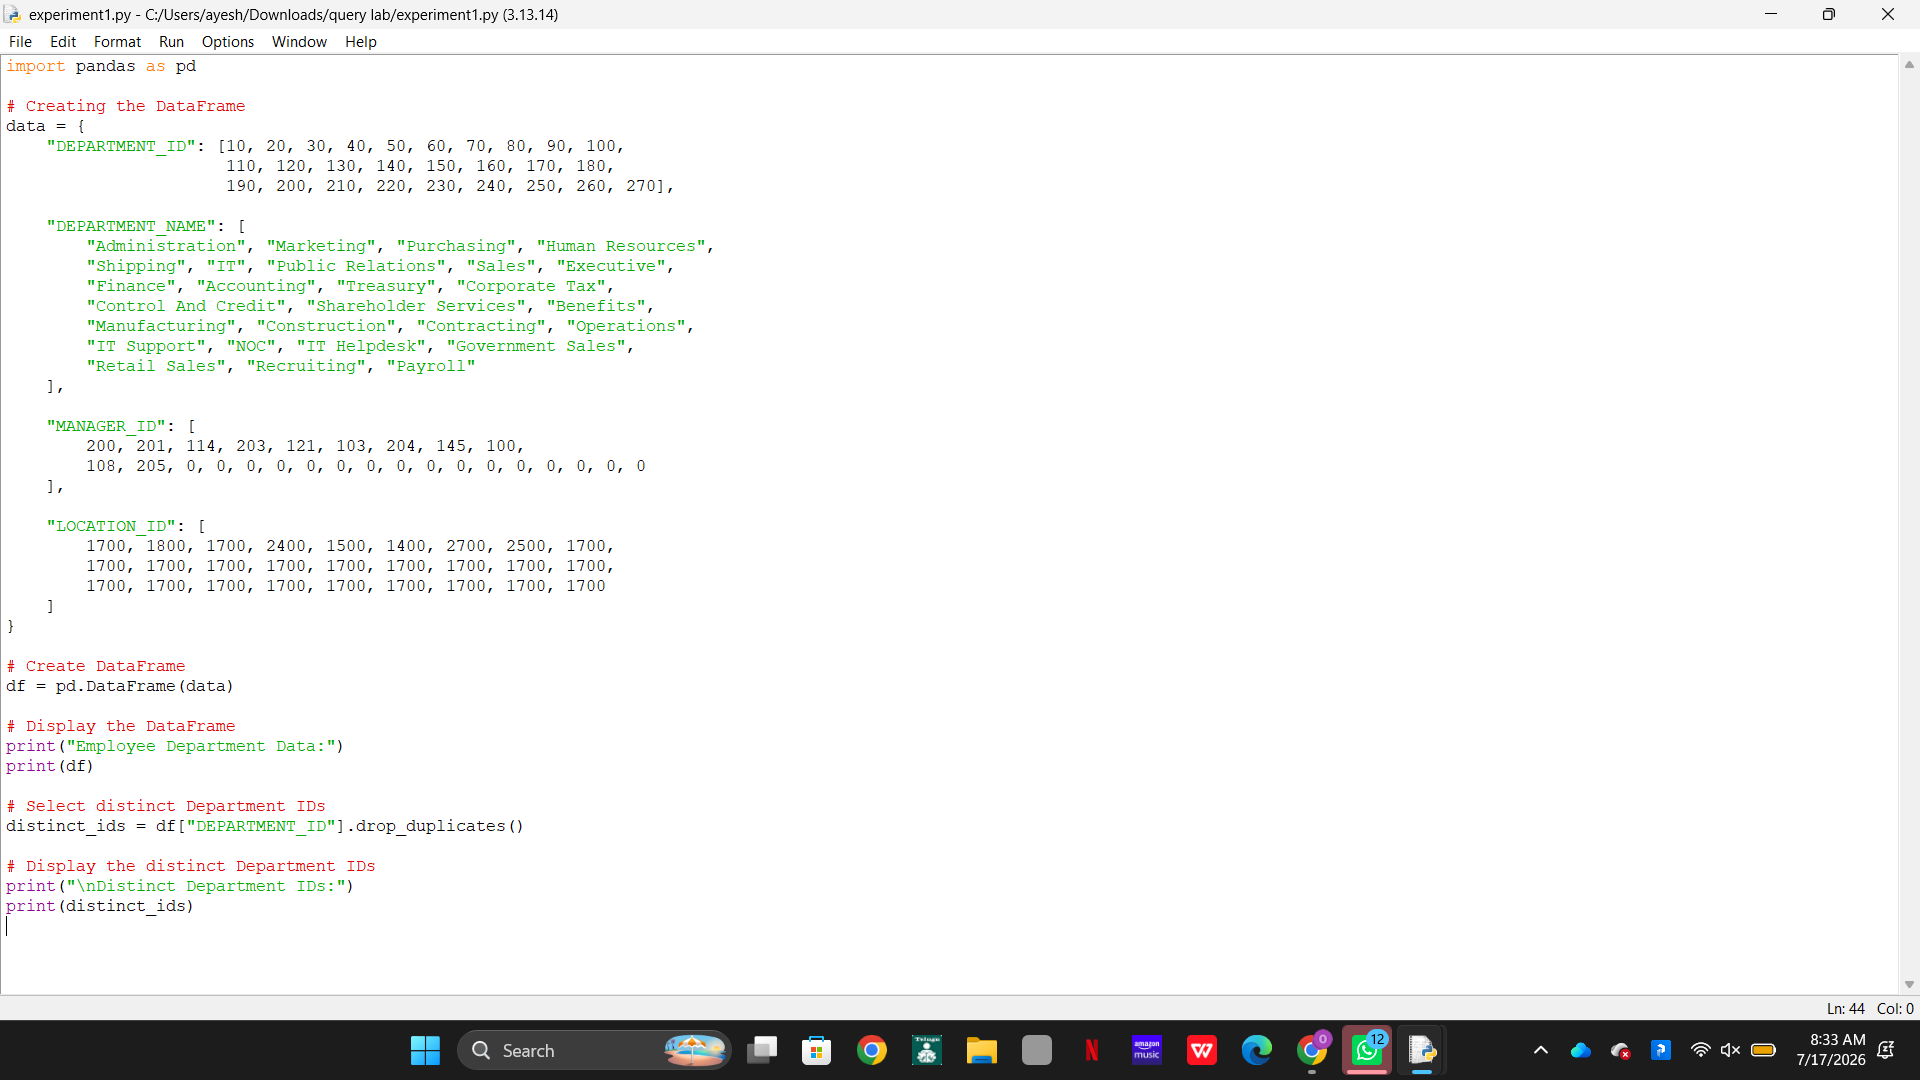 experiment1.py - C:/Users/ayesh/Downloads/query lab/experiment1.py (3.13.14)
File Edit Format Run Options Window Help
import pandas as pd
# Creating the DataFrame
data = {
    "DEPARTMENT_ID": [10, 20, 30, 40, 50, 60, 70, 80, 90, 100,
                      110, 120, 130, 140, 150, 160, 170, 180,
                      190, 200, 210, 220, 230, 240, 250, 260, 270],
    "DEPARTMENT_NAME": [
        "Administration", "Marketing", "Purchasing", "Human Resources",
        "Shipping", "IT", "Public Relations", "Sales", "Executive",
        "Finance", "Accounting", "Treasury", "Corporate Tax",
        "Control And Credit", "Shareholder Services", "Benefits",
        "Manufacturing", "Construction", "Contracting", "Operations",
        "IT Support", "NOC", "IT Helpdesk", "Government Sales",
        "Retail Sales", "Recruiting", "Payroll"
    ],
    "MANAGER_ID": [
        200, 201, 114, 203, 121, 103, 204, 145, 100,
        108, 205, 0, 0, 0, 0, 0, 0, 0, 0, 0, 0, 0, 0, 0, 0, 0, 0
    ],
    "LOCATION_ID": [
        1700, 1800, 1700, 2400, 1500, 1400, 2700, 2500, 1700,
        1700, 1700, 1700, 1700, 1700, 1700, 1700, 1700, 1700,
        1700, 1700, 1700, 1700, 1700, 1700, 1700, 1700, 1700
    ]
}
# Create DataFrame
df = pd.DataFrame(data)
# Display the DataFrame
print("Employee Department Data:")
print(df)
# Select distinct Department IDs
distinct_ids = df["DEPARTMENT_ID"].drop_duplicates()
# Display the distinct Department IDs
print("\nDistinct Department IDs:")
print(distinct_ids)
Ln: 44 Col: 0
Search
Telugu
N
amazon music
W
0
12
8:33 AM
7/17/2026